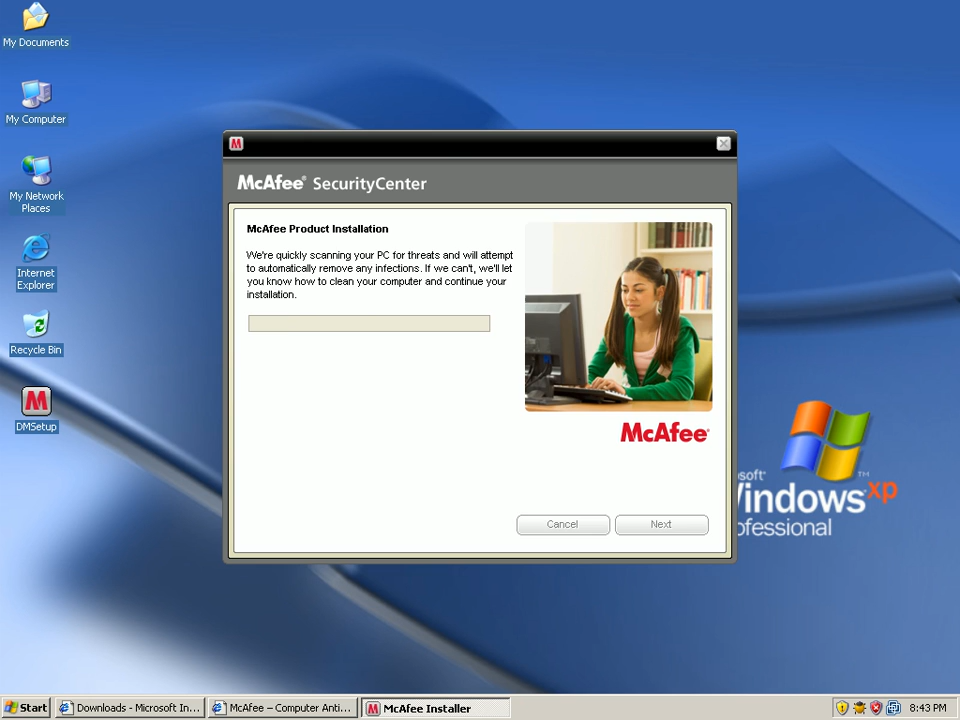 My Documents
My Computer
My Network
Places
Internet
Explorer
Recycle Bin
DMSetup
M
McAfee® SecurityCenter
McAfee Product Installation
We're quickly scanning your PC for threats and will attempt
to automatically remove any infections. If we can't, we'll let
you know how to clean your computer and continue your
installation.
McAfee®
Cancel
Next
soft®
Windows xp
ofessional
Start
Downloads - Microsoft In...
McAfee – Computer Anti...
McAfee Installer
8:43 PM